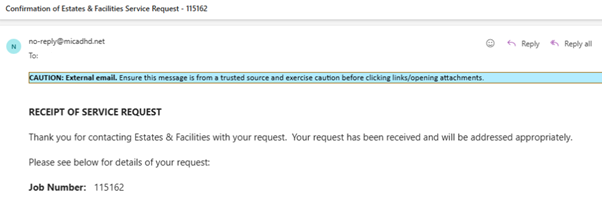 Confirmation of Estates & Facilities Service Request - 115162
N
no-reply@micadhd.net
Reply
Reply all
To:
CAUTION: External email. Ensure this message is from a trusted source and exercise caution before clicking links/opening attachments.
RECEIPT OF SERVICE REQUEST
Thank you for contacting Estates & Facilities with your request. Your request has been received and will be addressed appropriately.
Please see below for details of your request:
Job Number: 115162